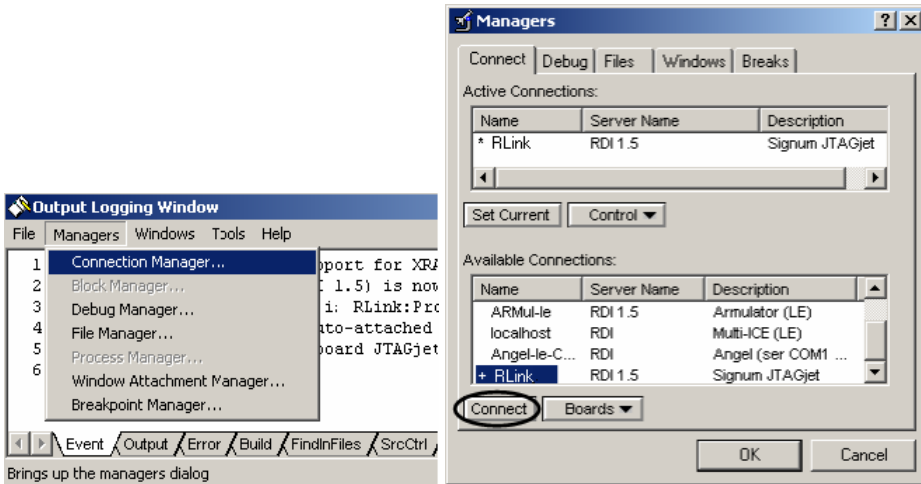 Output Logging Window
File Managers Windows Tools Help
Connection Manager...
Block Manager...
Debug Manager...
File Manager...
Process Manager...
Window Attachment Manager...
Breakpoint Manager...
1
2
3
4
5
6
pport for XRA
I 1.5) is now
RLink:Pro
uto-attached
board JTAGjet
Event Output Error Build FindInFiles SrcCtrl
Brings up the managers dialog
Managers
Connect Debug Files Windows Breaks
Active Connections:
Name Server Name Description
* RLink RDI 1.5 Signum JTAGjet
Set Current Control
Available Connections:
Name Server Name Description
ARMul-le RDI 1.5 Armulator (LE)
localhost RDI Multi-ICE (LE)
Angel-le-C... RDI Angel (ser COM1 ...
+ RLink RDI 1.5 Signum JTAGjet
Connect Boards
OK Cancel